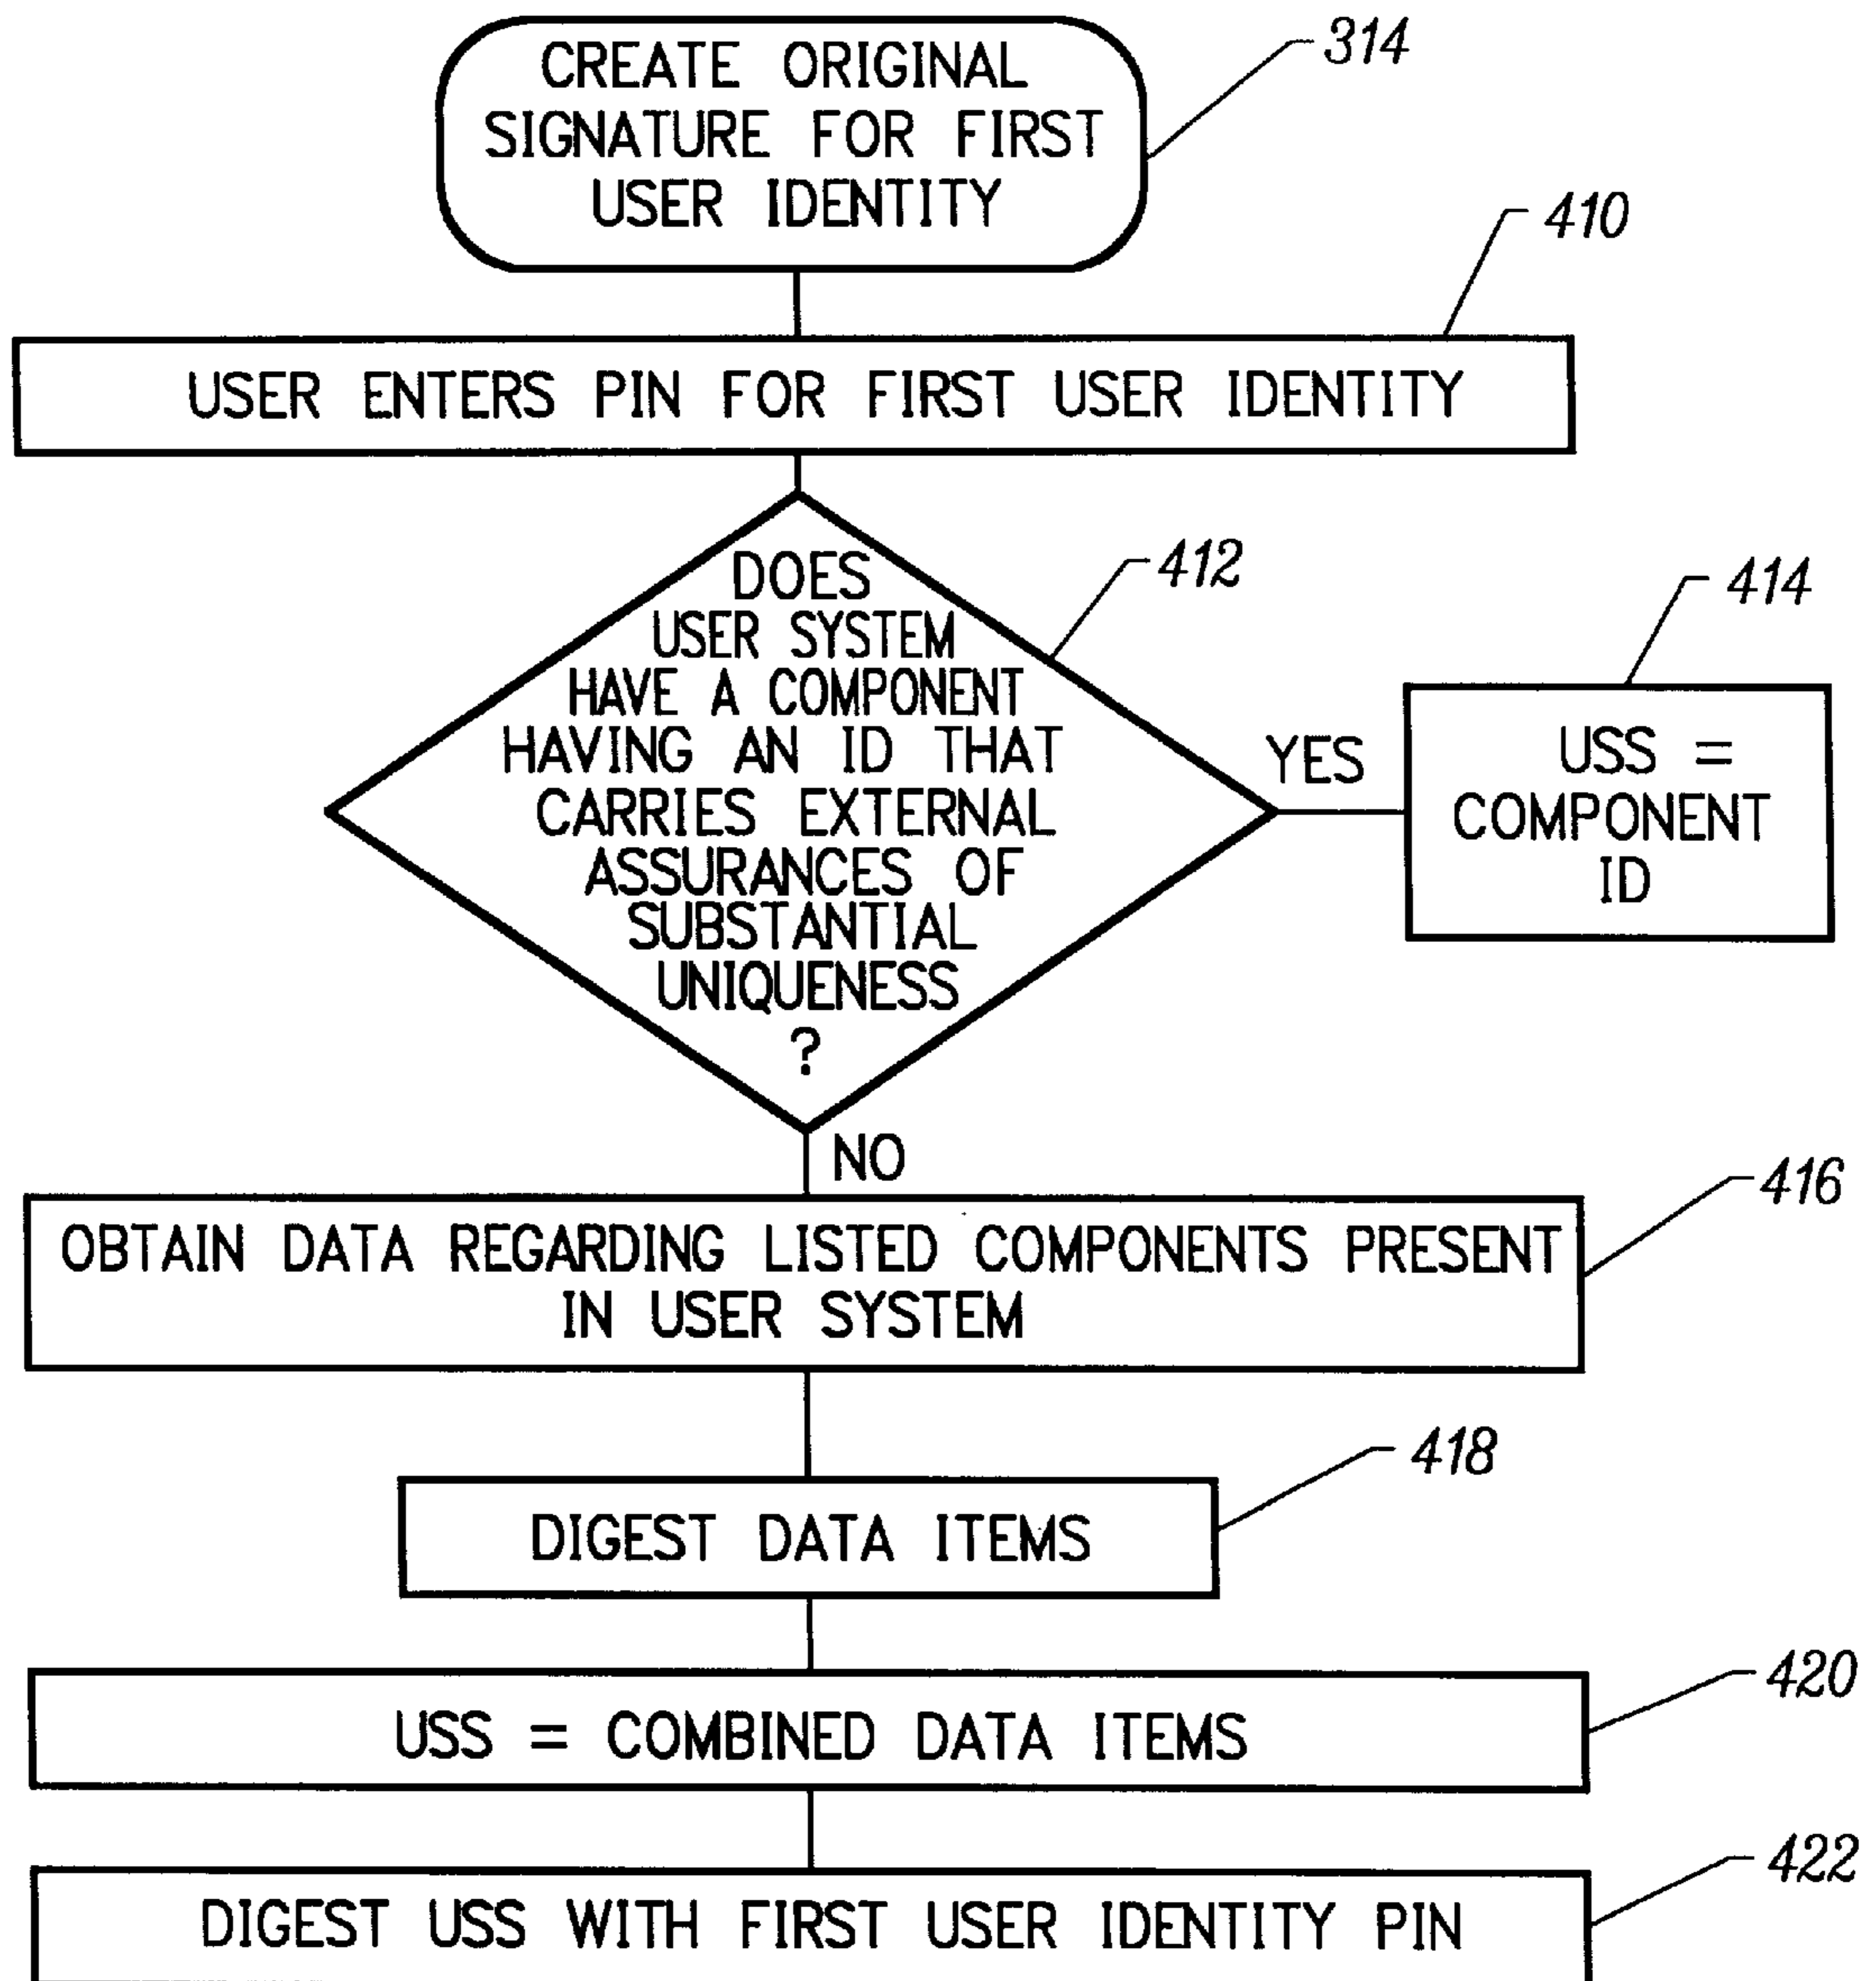 CREATE ORIGINAL
SIGNATURE FOR FIRST
USER IDENTITY
314
410
USER ENTERS PIN FOR FIRST USER IDENTITY
DOES
USER SYSTEM
HAVE A COMPONENT
HAVING AN ID THAT
CARRIES EXTERNAL
ASSURANCES OF
SUBSTANTIAL
UNIQUENESS
?
412
YES
414
USS =
COMPONENT
ID
NO
416
OBTAIN DATA REGARDING LISTED COMPONENTS PRESENT
IN USER SYSTEM
418
DIGEST DATA ITEMS
420
USS = COMBINED DATA ITEMS
422
DIGEST USS WITH FIRST USER IDENTITY PIN